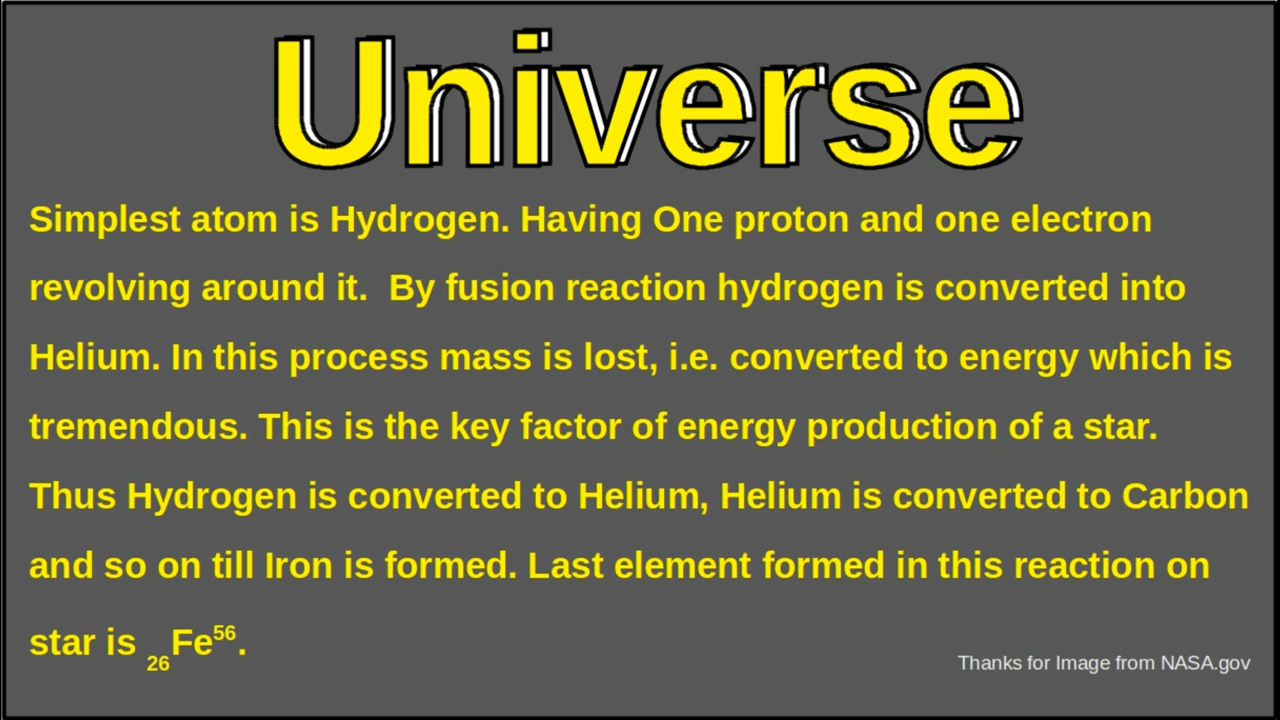 Universe
Simplest atom is Hydrogen. Having One proton and one electron
revolving around it.  By fusion reaction hydrogen is converted into
Helium. In this process mass is lost, i.e. converted to energy which is
tremendous. This is the key factor of energy production of a star.
Thus Hydrogen is converted to Helium, Helium is converted to Carbon
and so on till Iron is formed. Last element formed in this reaction on
star is ₂₆Fe⁵⁶.
Thanks for Image from NASA.gov